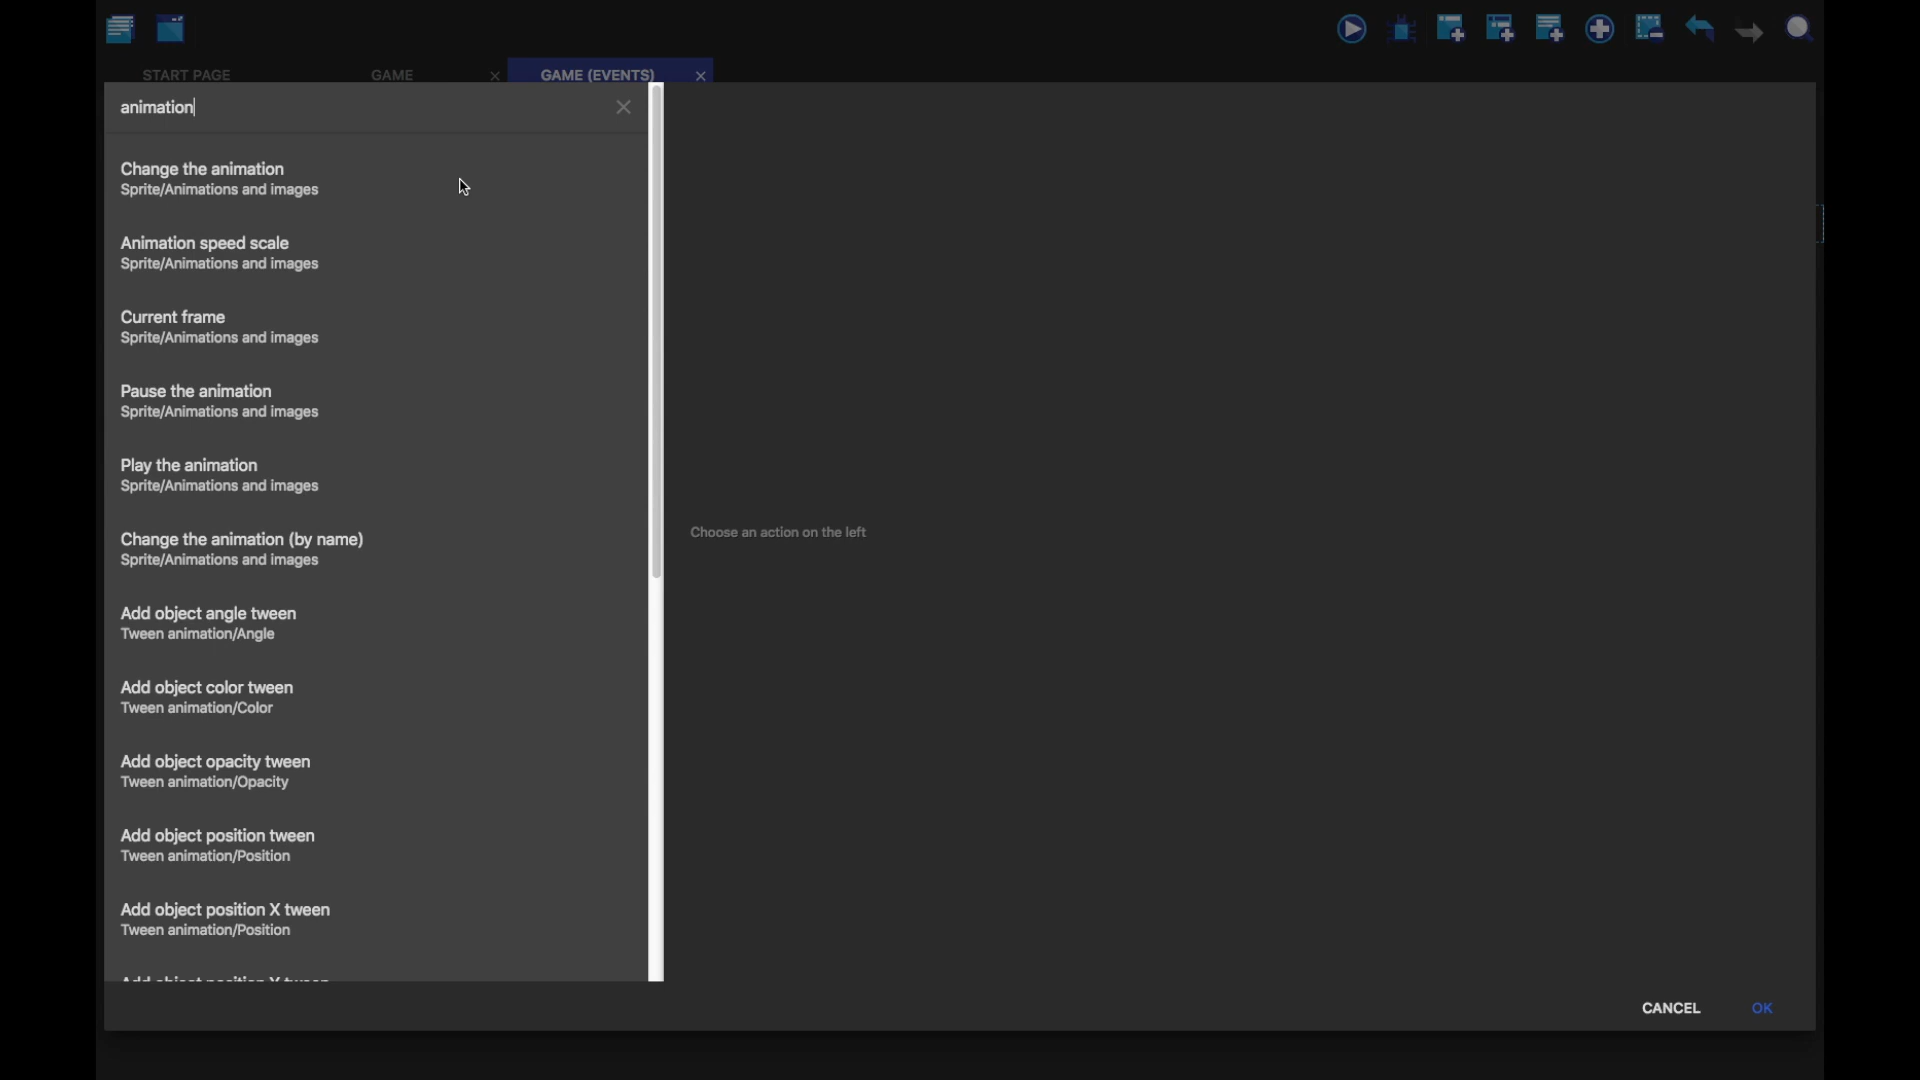 START PAGE
GAME
GAME (EVENTS)
animation
Change the animation
Sprite/Animations and images
Animation speed scale
Sprite/Animations and images
Current frame
Sprite/Animations and images
Pause the animation
Sprite/Animations and images
Play the animation
Sprite/Animations and images
Change the animation (by name)
Sprite/Animations and images
Add object angle tween
Tween animation/Angle
Add object color tween
Tween animation/Color
Add object opacity tween
Tween animation/Opacity
Add object position tween
Tween animation/Position
Add object position X tween
Tween animation/Position
Add object position Y tween
Choose an action on the left
CANCEL
OK